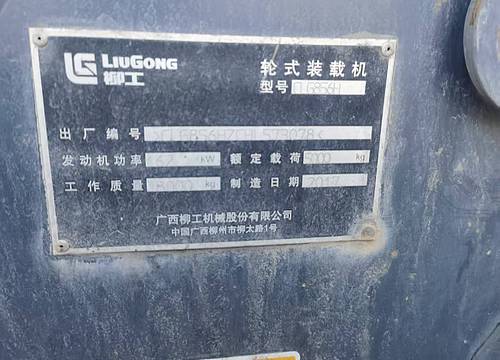 LIUGONG
柳工
轮式装载机
型号 CLG856H
出厂编号
发动机功率 162 kW 额定载荷 5000 kg
工作质量 kg 制造日期 2017
广西柳工机械股份有限公司
中国广西柳州市柳太路1号